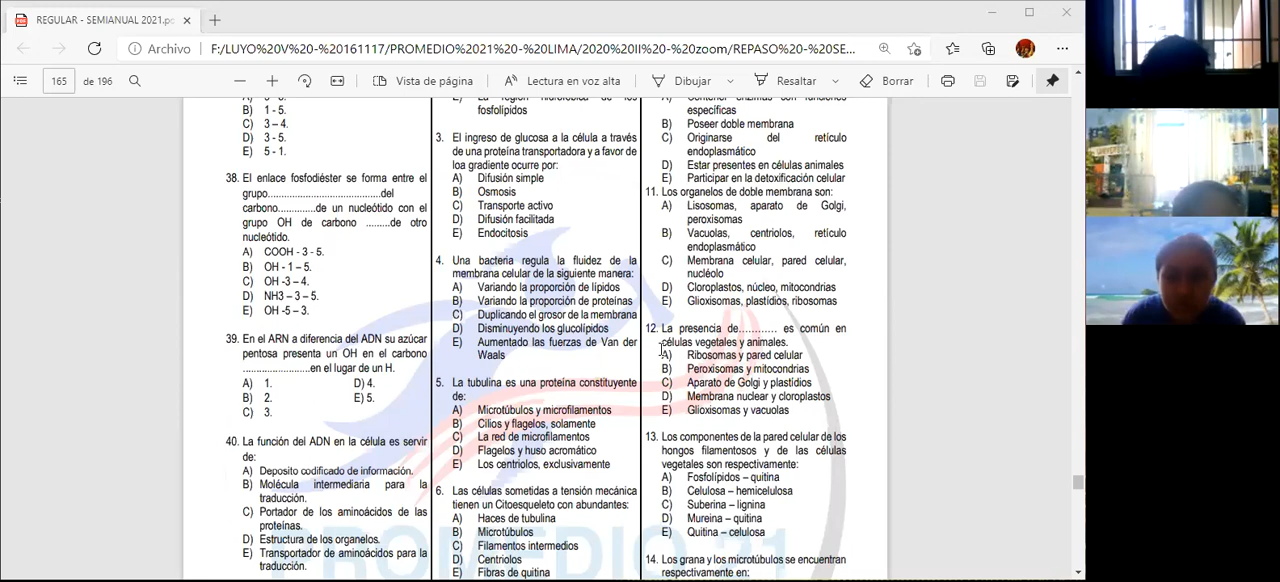 REGULAR - SEMIANUAL 2021.pc
Archivo
F:/LUYO%20V%20-%20161117/PROMEDIO%2021%20-%20LIMA/2020%20II%20-%20zoom/REPASO%20-%20SE...
165
de 196
Vista de página
Lectura en voz alta
Dibujar
Resaltar
Borrar
B) 1 - 5.
C) 3 – 4.
D) 3 - 5.
E) 5 - 1.
38. El enlace fosfodiéster se forma entre el
grupo......................................del
carbono.............de un nucleótido con el
grupo OH de carbono ........de otro
nucleótido.
A) COOH - 3 - 5.
B) OH - 1 – 5.
C) OH -3 – 4.
D) NH3 – 3 – 5.
E) OH -5 – 3.
39. En el ARN a diferencia del ADN su azúcar
pentosa presenta un OH en el carbono
.......................en el lugar de un H.
A) 1. D) 4.
B) 2. E) 5.
C) 3.
40. La función del ADN en la célula es servir
de:
A) Deposito codificado de información.
B) Molécula intermediaria para la
traducción.
C) Portador de los aminoácidos de las
proteínas.
D) Estructura de los organelos.
E) Transportador de aminoácidos para la
traducción.
E) La región hidrofílica de los
fosfolípidos
3. El ingreso de glucosa a la célula a través
de una proteína transportadora y a favor de
loa gradiente ocurre por:
A) Difusión simple
B) Osmosis
C) Transporte activo
D) Difusión facilitada
E) Endocitosis
4. Una bacteria regula la fluidez de la
membrana celular de la siguiente manera:
A) Variando la proporción de lípidos
B) Variando la proporción de proteínas
C) Duplicando el grosor de la membrana
D) Disminuyendo los glucolípidos
E) Aumentado las fuerzas de Van der
Waals
5. La tubulina es una proteína constituyente
de:
A) Microtúbulos y microfilamentos
B) Cilios y flagelos, solamente
C) La red de microfilamentos
D) Flagelos y huso acromático
E) Los centriolos, exclusivamente
6. Las células sometidas a tensión mecánica
tienen un Citoesqueleto con abundantes:
A) Haces de tubulina
B) Microtúbulos
C) Filamentos intermedios
D) Centriolos
E) Fibras de quitina
A) Contener enzimas con funciones
específicas
B) Poseer doble membrana
C) Originarse del retículo
endoplasmático
D) Estar presentes en células animales
E) Participar en la detoxificación celular
11. Los organelos de doble membrana son:
A) Lisosomas, aparato de Golgi,
peroxisomas
B) Vacuolas, centriolos, retículo
endoplasmático
C) Membrana celular, pared celular,
nucléolo
D) Cloroplastos, núcleo, mitocondrias
E) Glioxisomas, plastídios, ribosomas
12. La presencia de............ es común en
células vegetales y animales.
A) Ribosomas y pared celular
B) Peroxisomas y mitocondrias
C) Aparato de Golgi y plastídios
D) Membrana nuclear y cloroplastos
E) Glioxisomas y vacuolas
13. Los componentes de la pared celular de los
hongos filamentosos y de las células
vegetales son respectivamente:
A) Fosfolípidos – quitina
B) Celulosa – hemicelulosa
C) Suberina – lignina
D) Mureina – quitina
E) Quitina – celulosa
14. Los grana y los microtúbulos se encuentran
respectivamente en:
PROMEDIO 21